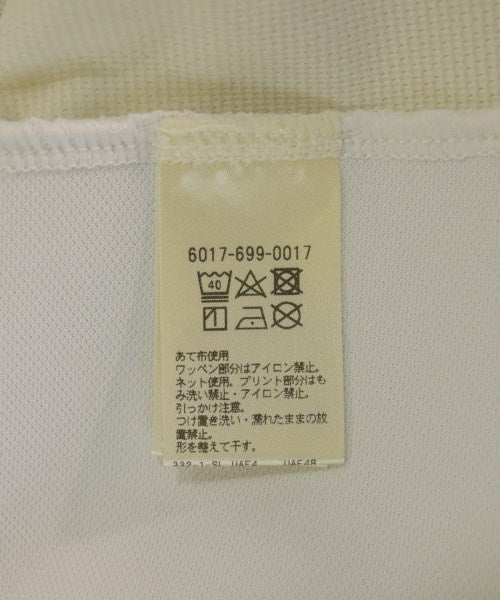 6017-699-0017
40
あて布使用
ワッペン部分はアイロン禁止。
ネット使用。プリント部分はも
み洗い禁止・アイロン禁止。
引っかけ注意。
つけ置き洗い・濡れたままの放
置禁止。
形を整えて干す。